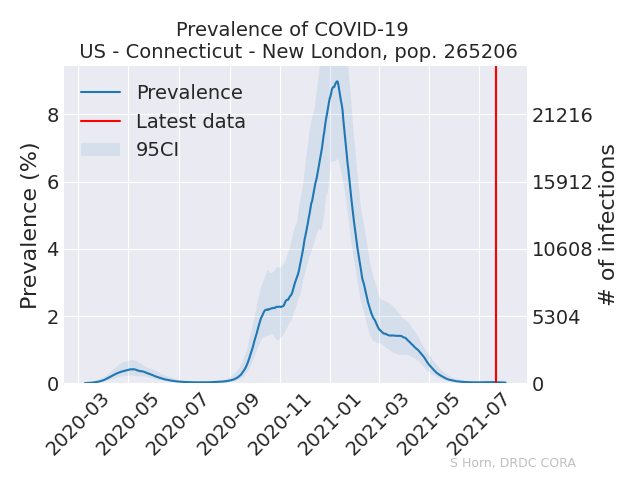 Prevalence of COVID-19
US - Connecticut - New London, pop. 265206
Prevalence
Latest data
95CI
Prevalence (%)
8
6
4
2
0
21216
15912
10608
5304
0
# of infections
2020-03
2020-05
2020-07
2020-09
2020-11
2021-01
2021-03
2021-05
2021-07
S Horn, DRDC CORA